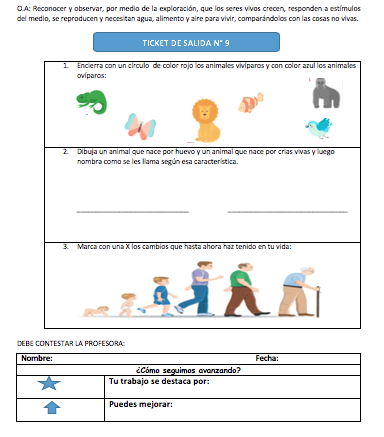 O.A: Reconocer y observar, por medio de la exploración, que los seres vivos crecen, responden a estímulos
del medio, se reproducen y necesitan agua, alimento y aire para vivir, comparándolos con las cosas no vivas.
TICKET DE SALIDA N° 9
1. Encierra con un círculo de color rojo los animales vivíparos y con color azul los animales
ovíparos:
2. Dibuja un animal que nace por huevo y un animal que nace por crías vivas y luego
nombra como se les llama según esa característica.
3. Marca con una X los cambios que hasta ahora haz tenido en tu vida:
DEBE CONTESTAR LA PROFESORA:
Nombre: Fecha:
¿Cómo seguimos avanzando?
Tu trabajo se destaca por:
Puedes mejorar: